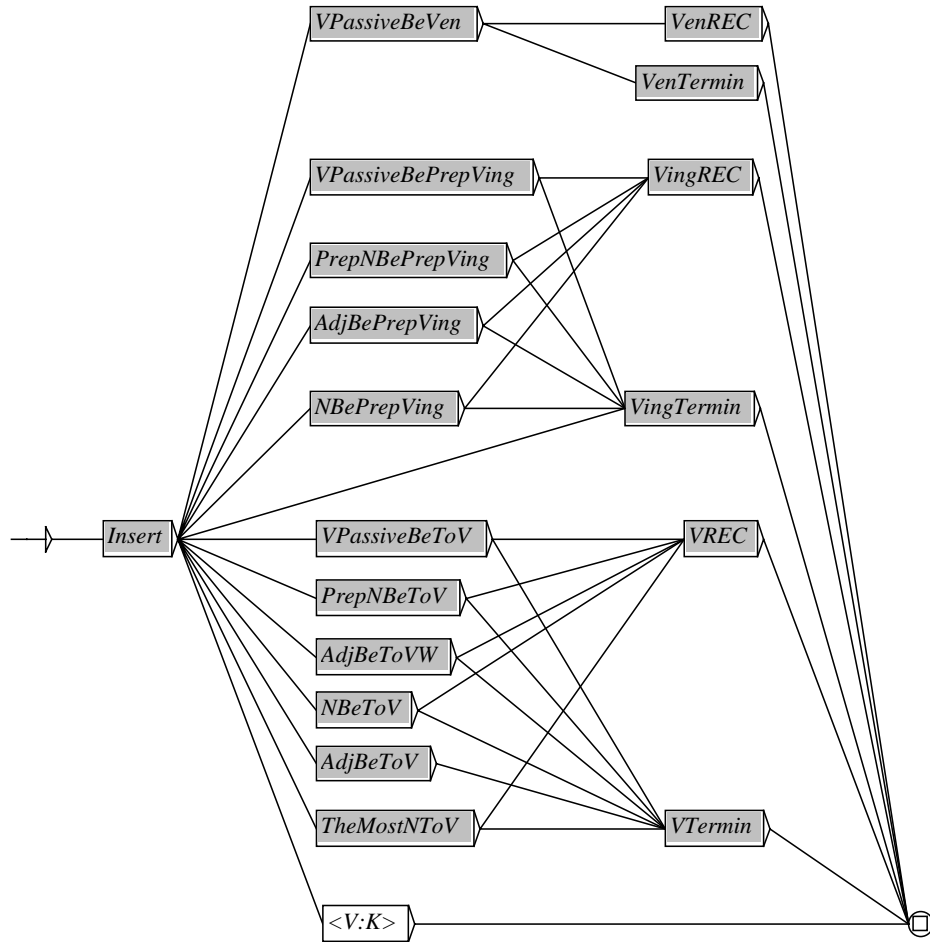 VPassiveBeVen
VenREC
VenTermin
VPassiveBePrepVing
VingREC
PrepNBePrepVing
AdjBePrepVing
NBePrepVing
VingTermin
Insert
VPassiveBeToV
VREC
PrepNBeToV
AdjBeToVW
NBeToV
AdjBeToV
TheMostNToV
VTermin
<V:K>